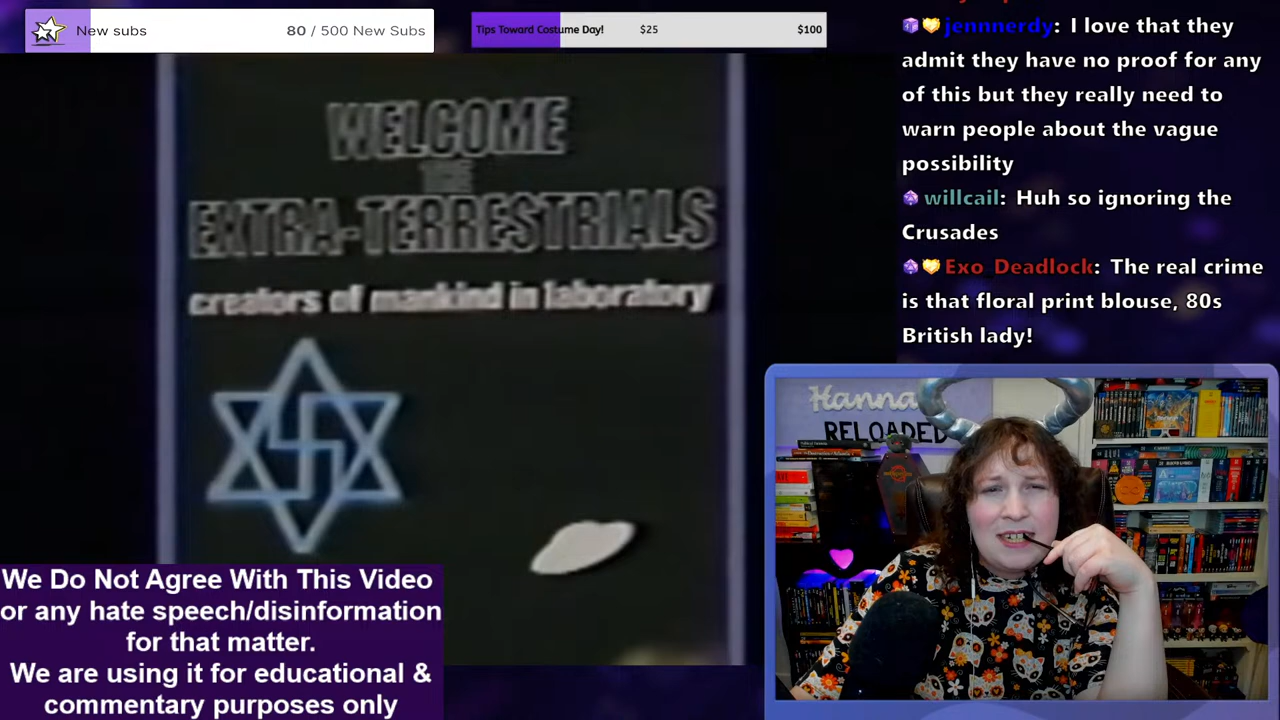 New subs 80 / 500 New Subs
Tips Toward Costume Day! $25 $100
WELCOME
THE
EXTRA-TERRESTRIALS
creators of mankind in laboratory
We Do Not Agree With This Video
or any hate speech/disinformation
for that matter.
We are using it for educational &
commentary purposes only
jennnerdy: I love that they
admit they have no proof for any
of this but they really need to
warn people about the vague
possibility
willcail: Huh so ignoring the
Crusades
Exo_Deadlock: The real crime
is that floral print blouse, 80s
British lady!
Hanna
RELOADED